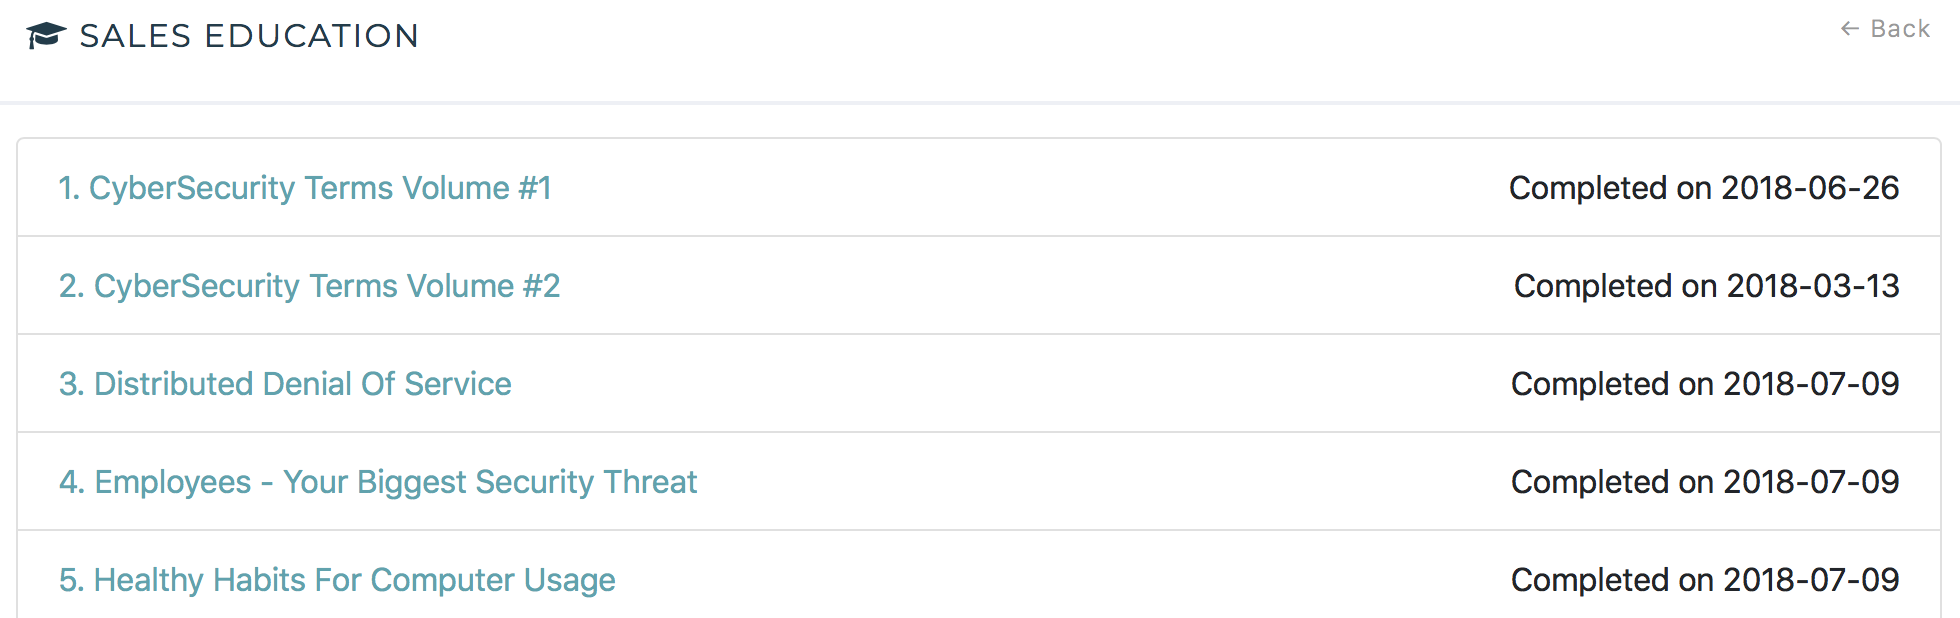 SALES EDUCATION
← Back
1. CyberSecurity Terms Volume #1 Completed on 2018-06-26
2. CyberSecurity Terms Volume #2 Completed on 2018-03-13
3. Distributed Denial Of Service Completed on 2018-07-09
4. Employees - Your Biggest Security Threat Completed on 2018-07-09
5. Healthy Habits For Computer Usage Completed on 2018-07-09